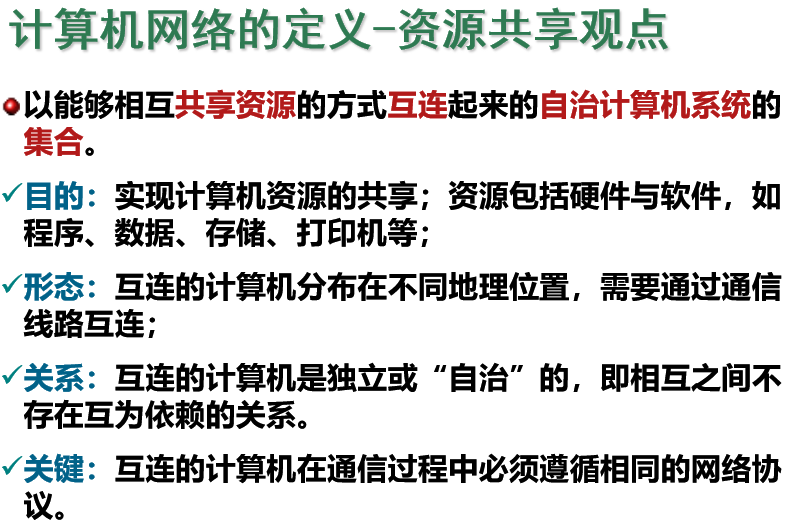 计算机网络的定义-资源共享观点
以能够相互共享资源的方式互连起来的自治计算机系统的
集合。
目的：实现计算机资源的共享；资源包括硬件与软件，如
程序、数据、存储、打印机等；
形态：互连的计算机分布在不同地理位置，需要通过通信
线路互连；
关系：互连的计算机是独立或“自治”的，即相互之间不
存在互为依赖的关系。
关键：互连的计算机在通信过程中必须遵循相同的网络协
议。